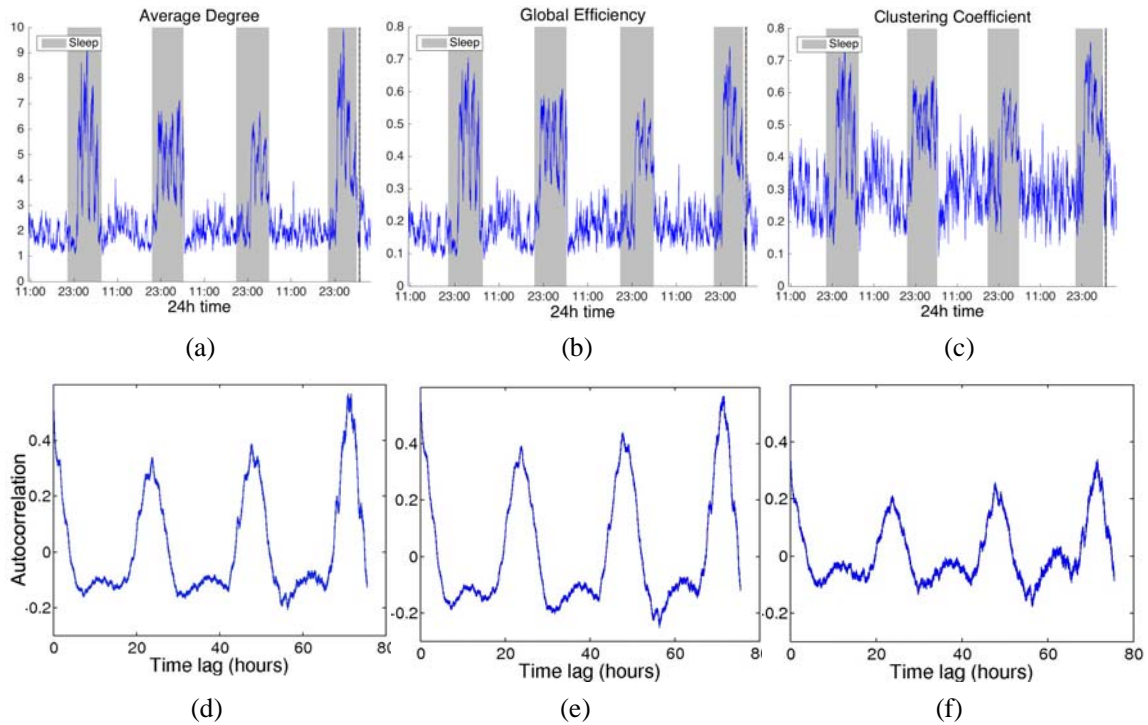 Average Degree
Sleep
10
9
8
7
6
5
4
3
2
1
0
11:00 23:00 11:00 23:00 11:00 23:00 11:00 23:00
24h time
(a)
Global Efficiency
Sleep
0.8
0.7
0.6
0.5
0.4
0.3
0.2
0.1
0
11:00 23:00 11:00 23:00 11:00 23:00 11:00 23:00
24h time
(b)
Clustering Coefficient
Sleep
0.8
0.7
0.6
0.5
0.4
0.3
0.2
0.1
0
11:00 23:00 11:00 23:00 11:00 23:00 11:00 23:00
24h time
(c)
Autocorrelation
0.4
0.2
0
-0.2
0 20 40 60 80
Time lag (hours)
(d)
0.4
0.2
0
-0.2
0 20 40 60 80
Time lag (hours)
(e)
0.4
0.2
0
-0.2
0 20 40 60 80
Time lag (hours)
(f)